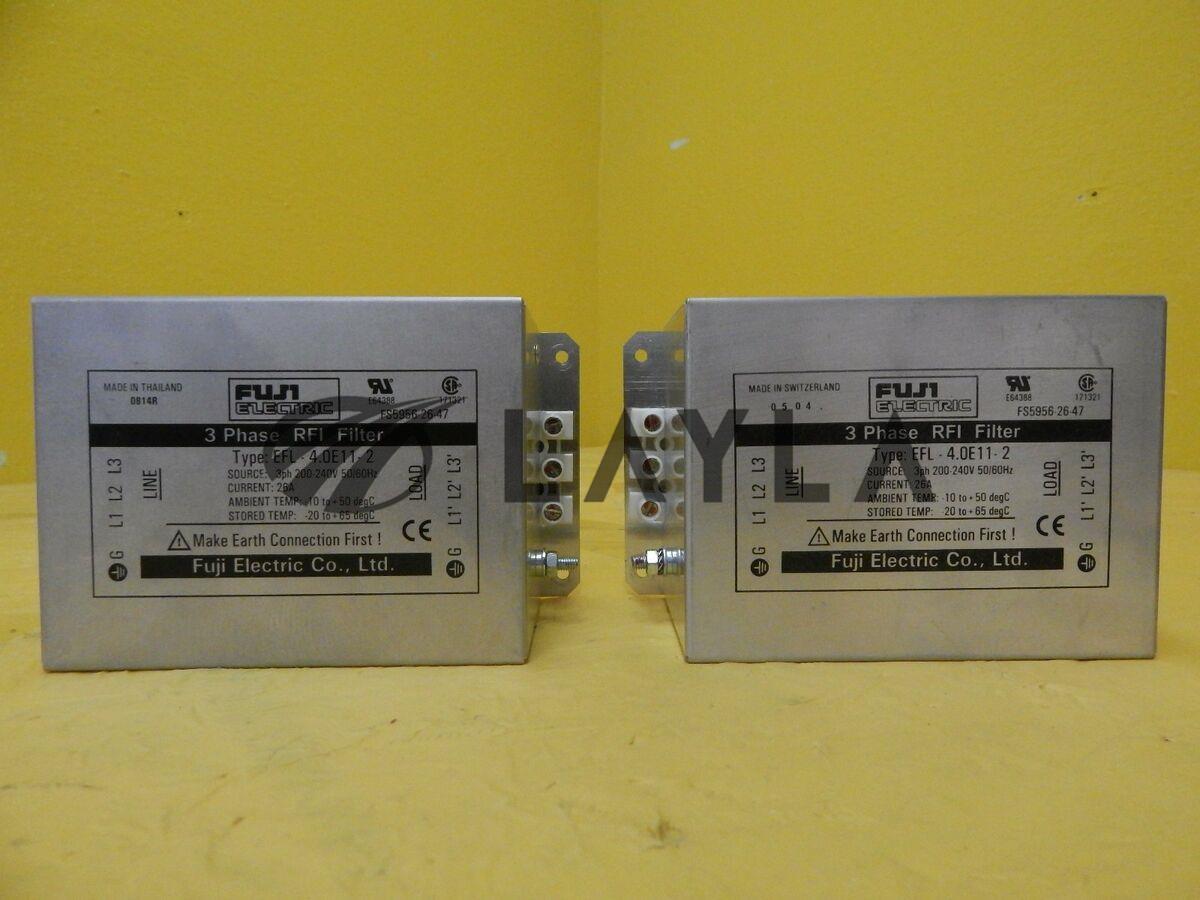 MADE IN THAILAND
0814R
FUJI
ELECTRIC
E64388
171321
FS5956 26-47
3 Phase RFI Filter
Type: EFL - 4.0E11- 2
SOURCE: 3ph 200-240V 50/60Hz
CURRENT: 26A
AMBIENT TEMP: -10 to + 50 degC
STORED TEMP: -20 to + 65 degC
LINE
LOAD
L1 L2 L3
L1' L2' L3'
G
G
CE
Make Earth Connection First !
Fuji Electric Co., Ltd.
MADE IN SWITZERLAND
0504.
FUJI
ELECTRIC
E64388
171321
FS5956 26-47
3 Phase RFI Filter
Type: EFL - 4.0E11- 2
SOURCE: 3ph 200-240V 50/60Hz
CURRENT: 26A
AMBIENT TEMP: -10 to + 50 degC
STORED TEMP: -20 to + 65 degC
LINE
LOAD
L1 L2 L3
L1' L2' L3'
G
G
CE
Make Earth Connection First !
Fuji Electric Co., Ltd.
LAYLA